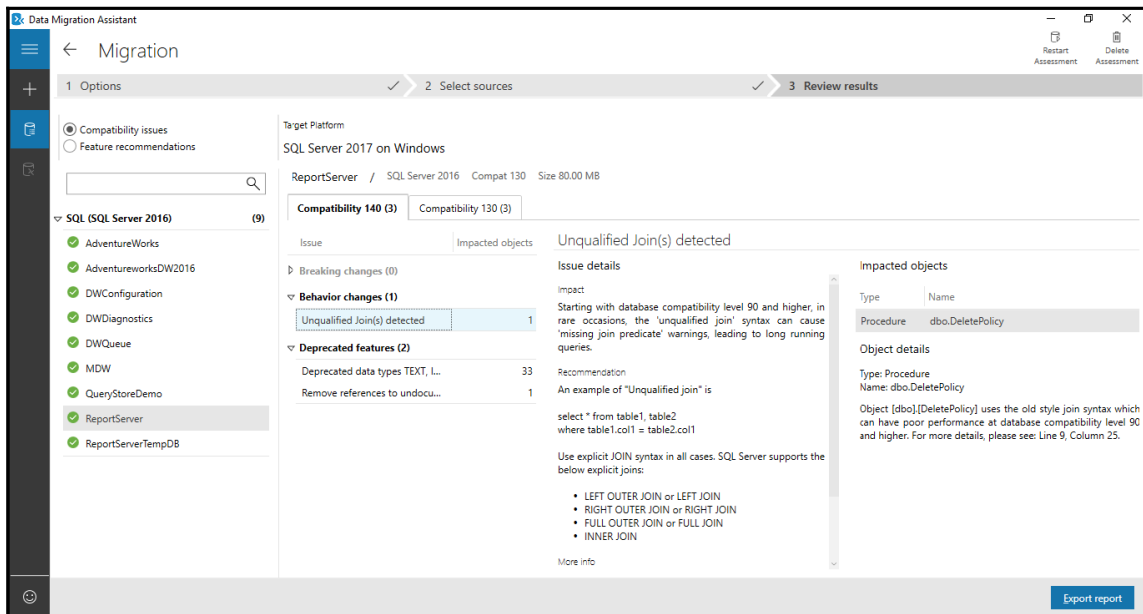 Data Migration Assistant
Migration
Restart Assessment
Delete Assessment
1 Options
2 Select sources
3 Review results
Compatibility issues
Feature recommendations
SQL (SQL Server 2016) (9)
AdventureWorks
AdventureworksDW2016
DWConfiguration
DWDiagnostics
DWQueue
MDW
QueryStoreDemo
ReportServer
ReportServerTempDB
Target Platform
SQL Server 2017 on Windows
ReportServer / SQL Server 2016 Compat 130 Size 80.00 MB
Compatibility 140 (3) Compatibility 130 (3)
Issue Impacted objects
Breaking changes (0)
Behavior changes (1)
Unqualified Join(s) detected 1
Deprecated features (2)
Deprecated data types TEXT, I... 33
Remove references to undocu... 1
Unqualified Join(s) detected
Issue details
Impact
Starting with database compatibility level 90 and higher, in
rare occasions, the 'unqualified join' syntax can cause
'missing join predicate' warnings, leading to long running
queries.
Recommendation
An example of "Unqualified join" is
select * from table1, table2
where table1.col1 = table2.col1
Use explicit JOIN syntax in all cases. SQL Server supports the
below explicit joins:
• LEFT OUTER JOIN or LEFT JOIN
• RIGHT OUTER JOIN or RIGHT JOIN
• FULL OUTER JOIN or FULL JOIN
• INNER JOIN
More info
Impacted objects
Type Name
Procedure dbo.DeletePolicy
Object details
Type: Procedure
Name: dbo.DeletePolicy
Object [dbo].[DeletePolicy] uses the old style join syntax which
can have poor performance at database compatibility level 90
and higher. For more details, please see: Line 9, Column 25.
Export report